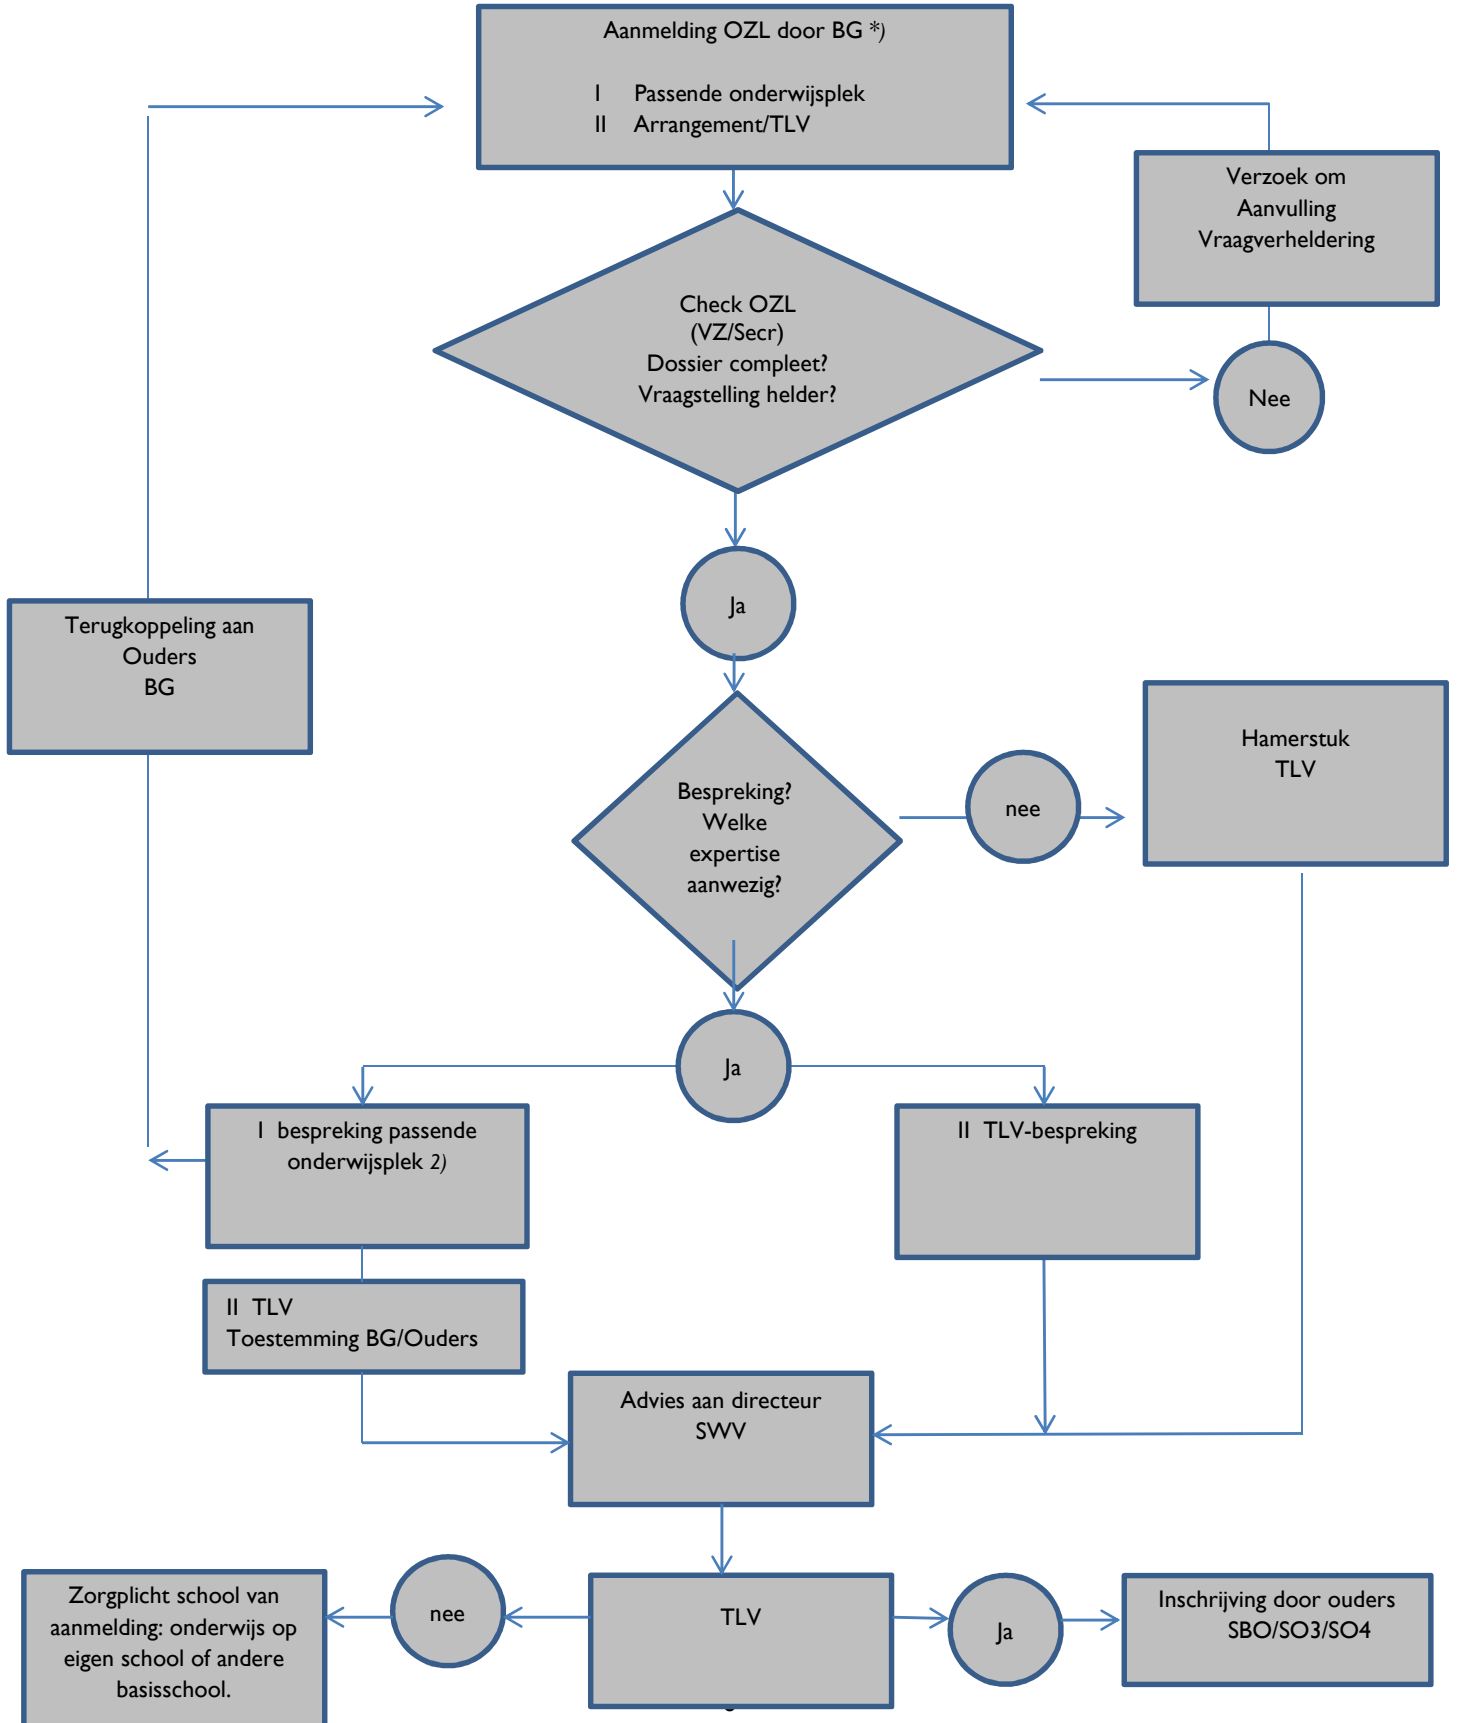 Aanmelding OZL door BG *)
I Passende onderwijsplek
II Arrangement/TLV
Verzoek om
Aanvulling
Vraagverheldering
Check OZL
(VZ/Secr)
Dossier compleet?
Vraagstelling helder?
Nee
Ja
Terugkoppeling aan
Ouders
BG
Bespreking?
Welke
expertise
aanwezig?
nee
Hamerstuk
TLV
Ja
I bespreking passende
onderwijsplek 2)
II TLV-bespreking
II TLV
Toestemming BG/Ouders
Advies aan directeur
SWV
Zorgplicht school van
aanmelding: onderwijs op
eigen school of andere
basisschool.
nee
TLV
Ja
Inschrijving door ouders
SBO/SO3/SO4